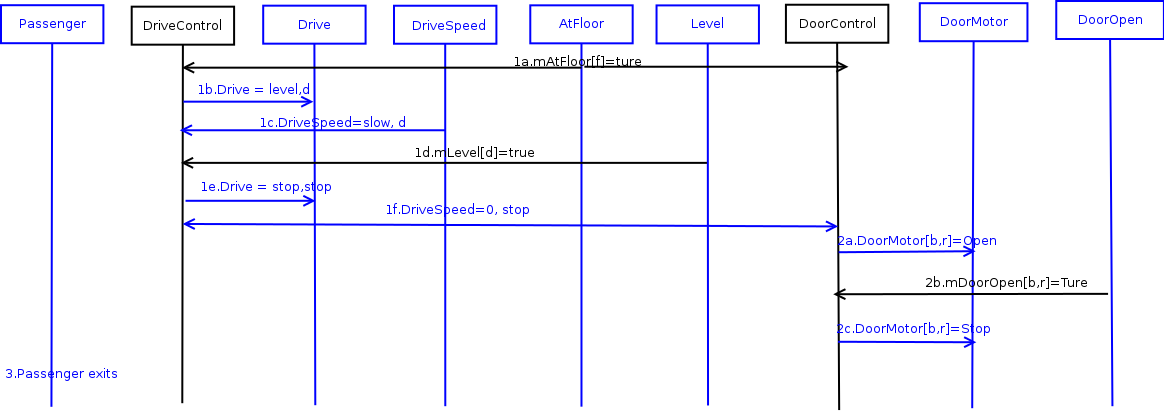 Passenger
DriveControl
Drive
DriveSpeed
AtFloor
Level
DoorControl
DoorMotor
DoorOpen
1a.mAtFloor[f]=ture
1b.Drive = level,d
1c.DriveSpeed=slow, d
1d.mLevel[d]=true
1e.Drive = stop,stop
1f.DriveSpeed=0, stop
2a.DoorMotor[b,r]=Open
2b.mDoorOpen[b,r]=Ture
2c.DoorMotor[b,r]=Stop
3.Passenger exits